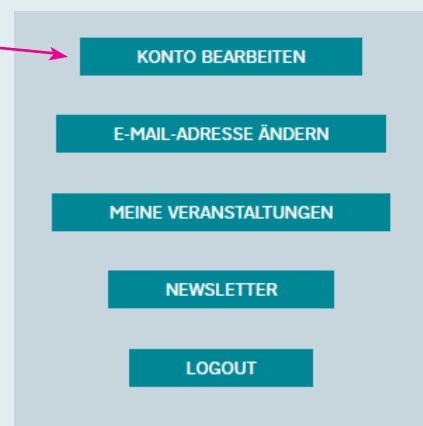 KONTO BEARBEITEN
E-MAIL-ADRESSE ÄNDERN
MEINE VERANSTALTUNGEN
NEWSLETTER
LOGOUT